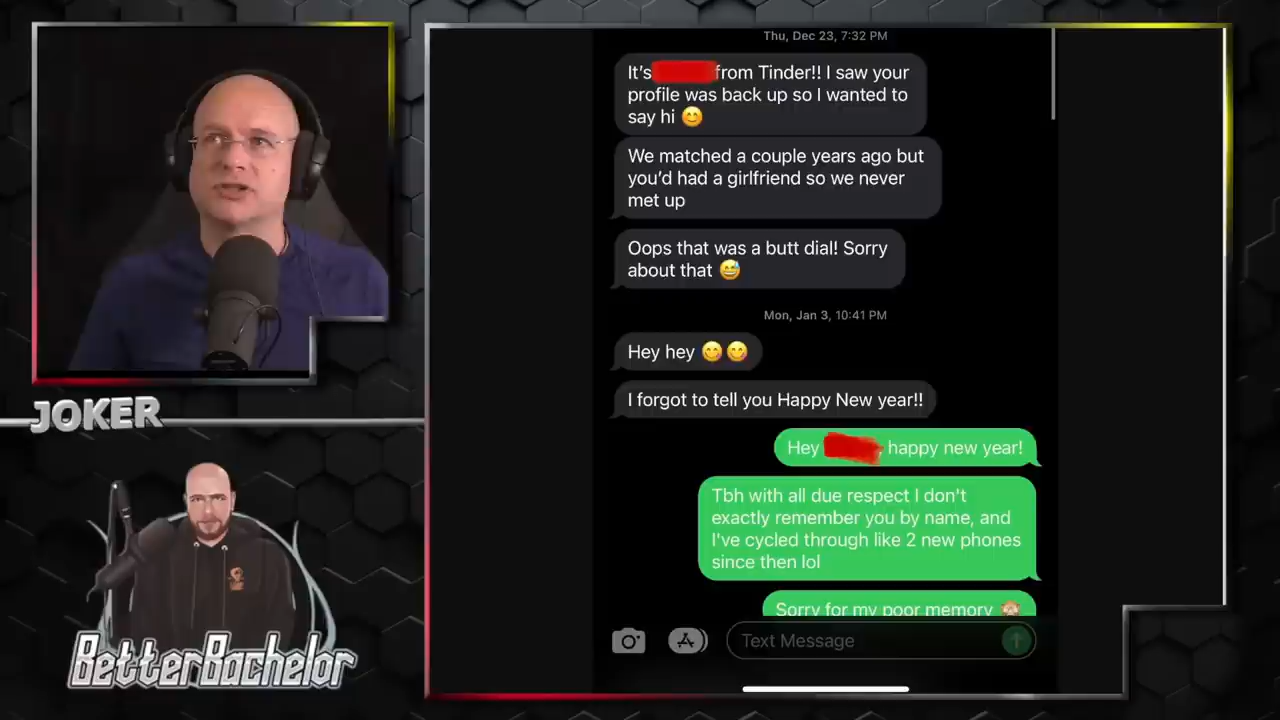 Thu, Dec 23, 7:32 PM
It's from Tinder!! I saw your
profile was back up so I wanted to
say hi 😊
We matched a couple years ago but
you'd had a girlfriend so we never
met up
Oops that was a butt dial! Sorry
about that 😅
Mon, Jan 3, 10:41 PM
Hey hey 😋😋
I forgot to tell you Happy New year!!
Hey , happy new year!
Tbh with all due respect I don't
exactly remember you by name, and
I've cycled through like 2 new phones
since then lol
Sorry for my poor memory 🙈
Text Message
JOKER
BetterBachelor